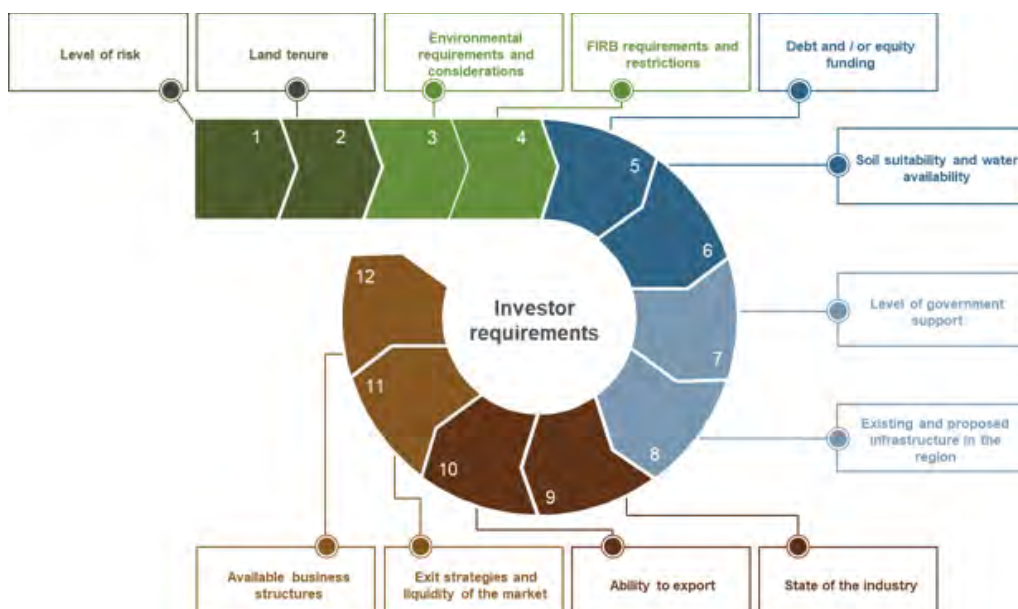 Level of risk
Land tenure
Environmental
requirements and
considerations
FIRB requirements and
restrictions
Debt and / or equity
funding
1
2
3
4
5
Soil suitability and water
availability
6
12
Investor
requirements
Level of government
support
7
11
Existing and proposed
infrastructure in the
region
8
10
9
Available business
structures
Exit strategies and
liquidity of the market
Ability to export
State of the industry